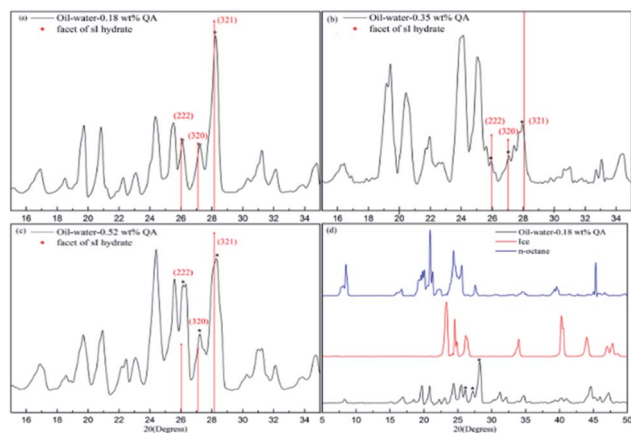 (a)
Oil-water-0.18 wt% QA
facet of sI hydrate
(321)
(222)
(320)
16 18 20 22 24 26 28 30 32 34
(b)
Oil-water-0.35 wt% QA
facet of sI hydrate
(222)
(320)
(321)
16 18 20 22 24 26 28 30 32 34
(c)
Oil-water-0.52 wt% QA
facet of sI hydrate
(321)
(222)
(320)
16 18 20 22 24 26 28 30 32 34
2θ(Degress)
(d)
Oil-water-0.18 wt% QA
Ice
n-octane
5 10 15 20 25 30 35 40 45 50
2θ(Degress)